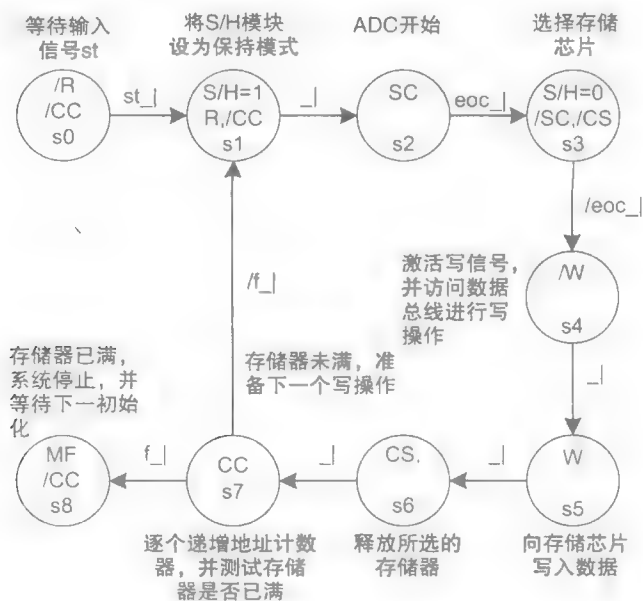 等待输入
信号st
将S/H模块
设为保持模式
ADC开始
选择存储
芯片
/R
/CC
s0
st_|
S/H=1
R,/CC
s1
_|
SC
s2
eoc_|
S/H=0
/SC,/CS
s3
/eoc_|
激活写信号,
并访问数据
总线进行写
操作
/W
s4
/f_|
_|
存储器已满,
系统停止，并
等待下一初始
化
存储器未满，准
备下一个写操作
MF
/CC
s8
f_|
CC
s7
_|
CS,
s6
_|
W
s5
逐个递增地址计数
器，并测试存储
器是否已满
释放所选的
存储器
向存储芯片
写入数据